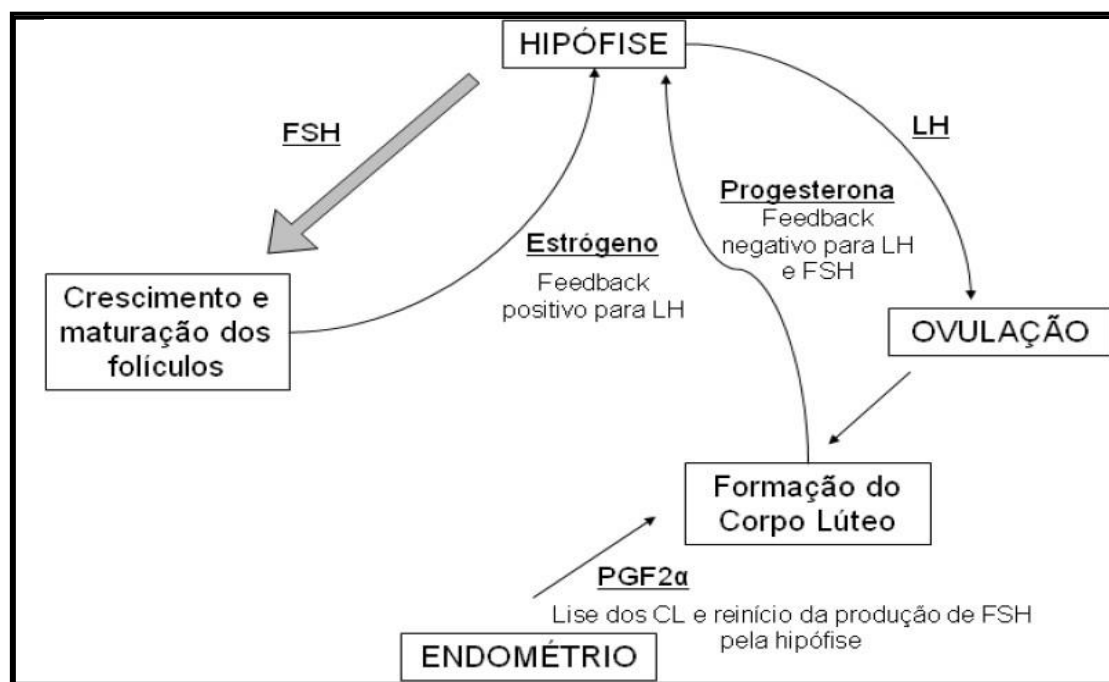 HIPÓFISE
FSH
LH
Progesterona
Feedback
negativo para LH
e FSH
Estrógeno
Feedback
positivo para LH
Crescimento e
maturação dos
folículos
OVULAÇÃO
Formação do
Corpo Lúteo
PGF2α
Lise dos CL e reinício da produção de FSH
pela hipófise
ENDOMÉTRIO